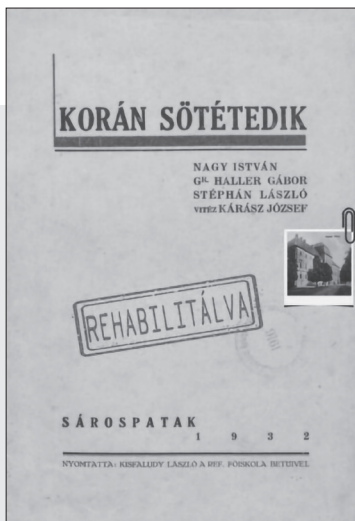 KORÁN SÖTÉTEDIK
NAGY ISTVÁN
GR. HALLER GÁBOR
STÉPHÁN LÁSZLÓ
VITÉZ KÁRÁSZ JÓZSEF
REHABILITÁLVA
SÁROSPATAK
1932
NYOMTATTA: KISFALUDY LÁSZLÓ A REF. FŐISKOLA BETŰIVEL